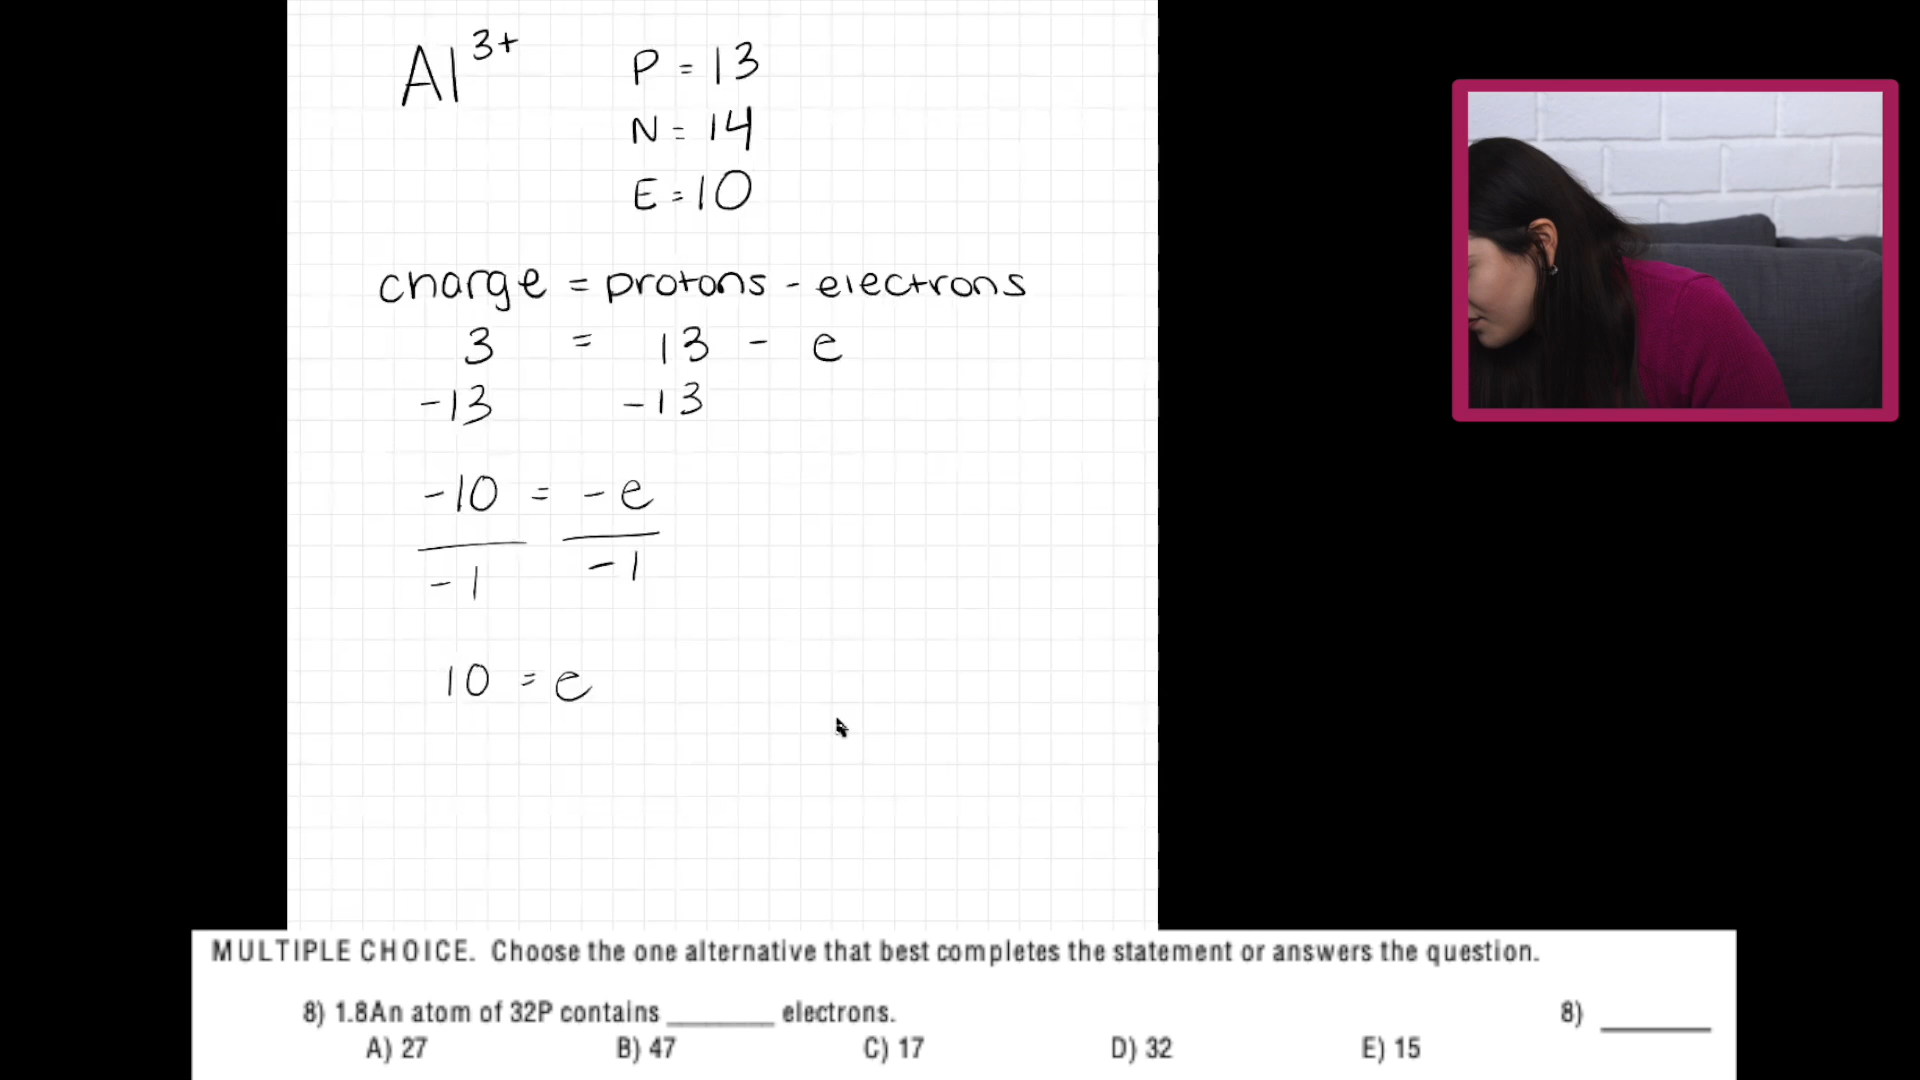 Al³⁺
P = 13
N = 14
E = 10
charge = protons - electrons
3 = 13 - e
-13 -13
-10 = -e
-1 -1
10 = e
MULTIPLE CHOICE. Choose the one alternative that best completes the statement or answers the question.
8) 1.8An atom of 32P contains ________ electrons. 8) ________
A) 27 B) 47 C) 17 D) 32 E) 15